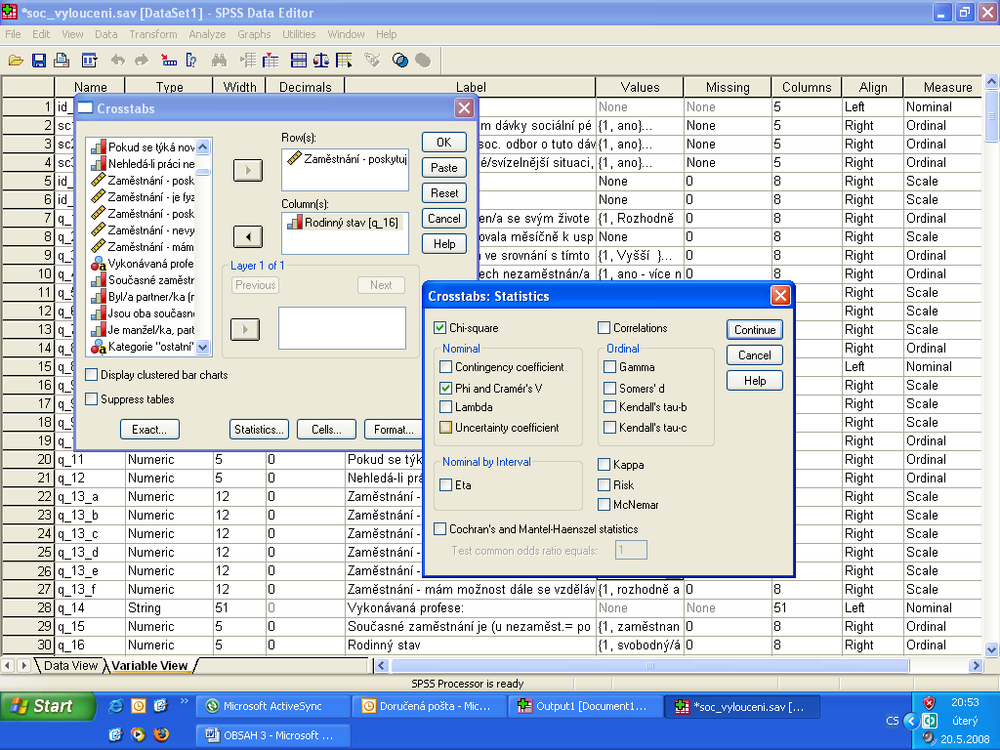 *soc_vylouceni.sav [DataSet1] - SPSS Data Editor
File Edit View Data Transform Analyze Graphs Utilities Window Help
Name Type Width Decimals Label Values Missing Columns Align Measure
1 id_ None None 5 Left Nominal
2 sc m dávky sociální pé {1, ano}... None 8 Right Ordinal
3 sc2 soc. odbor o tuto dáv {1, ano}... None 8 Right Ordinal
4 sc3 é/svízelnější situaci, {1, ano}... None 8 Right Ordinal
5 id_ None 0 8 Right Scale
6 id_ None 0 8 Right Scale
7 q_1 en/a se svým živote {1, Rozhodně 0 8 Right Ordinal
8 q_2 ovala měsíčně k usp None 0 8 Right Scale
9 q_3 ve srovnání s tímto {1, Vyšší }... 0 8 Right Ordinal
10 q_4 ech nezaměstnán/a {1, ano - více n 0 8 Right Ordinal
11 q_5 Right Scale
12 q_6 Right Scale
13 q_7 Right Ordinal
14 q_8 Right Ordinal
15 q_8 Left Nominal
16 q_9 Right Scale
17 q_9 Right Scale
18 q_9 Right Scale
19 q_1 Right Ordinal
20 q_11 Numeric 5 0 Pokud se týk Right Ordinal
21 q_12 Numeric 5 0 Nehledá-li prá Right Ordinal
22 q_13_a Numeric 12 0 Zaměstnání - Right Scale
23 q_13_b Numeric 12 0 Zaměstnání - Right Scale
24 q_13_c Numeric 12 0 Zaměstnání - Right Scale
25 q_13_d Numeric 12 0 Zaměstnání - Right Scale
26 q_13_e Numeric 12 0 Zaměstnání - Right Scale
27 q_13_f Numeric 12 0 Zaměstnání - mám možnost dále se vzděláv {1, rozhodně a 0 8 Right Scale
28 q_14 String 51 0 Vykonávaná profese: None None 51 Left Nominal
29 q_15 Numeric 5 0 Současné zaměstnání je (u nezaměst.= po {1, zaměstnan 0 8 Right Ordinal
30 q_16 Numeric 5 0 Rodinný stav {1, svobodný/á 0 8 Right Ordinal
Data View Variable View
SPSS Processor is ready
Crosstabs
Pokud se týká nov
Nehledá-li práci ne
Zaměstnání - posk
Zaměstnání - je fyz
Zaměstnání - posk
Zaměstnání - nevy
Zaměstnání - mám
Vykonávaná profe
Současné zaměstn
Byl/a partner/ka (r
Jsou oba současn
Je manžel/ka, part
Kategorie "ostatní"
Row(s):
Zaměstnání - poskytuj
Column(s):
Rodinný stav [q_16]
Layer 1 of 1
Previous Next
OK
Paste
Reset
Cancel
Help
Display clustered bar charts
Suppress tables
Exact... Statistics... Cells... Format...
Crosstabs: Statistics
Chi-square Correlations
Nominal
Contingency coefficient
Phi and Cramér's V
Lambda
Uncertainty coefficient
Ordinal
Gamma
Somers' d
Kendall's tau-b
Kendall's tau-c
Nominal by Interval
Eta
Kappa
Risk
McNemar
Cochran's and Mantel-Haenszel statistics
Test common odds ratio equals: 1
Continue
Cancel
Help
Start
Microsoft ActiveSync
Doručená pošta - Mic...
Output1 [Document1...
*soc_vylouceni.sav [...
OBSAH 3 - Microsoft ...
CS
20:53
úterý
20.5.2008